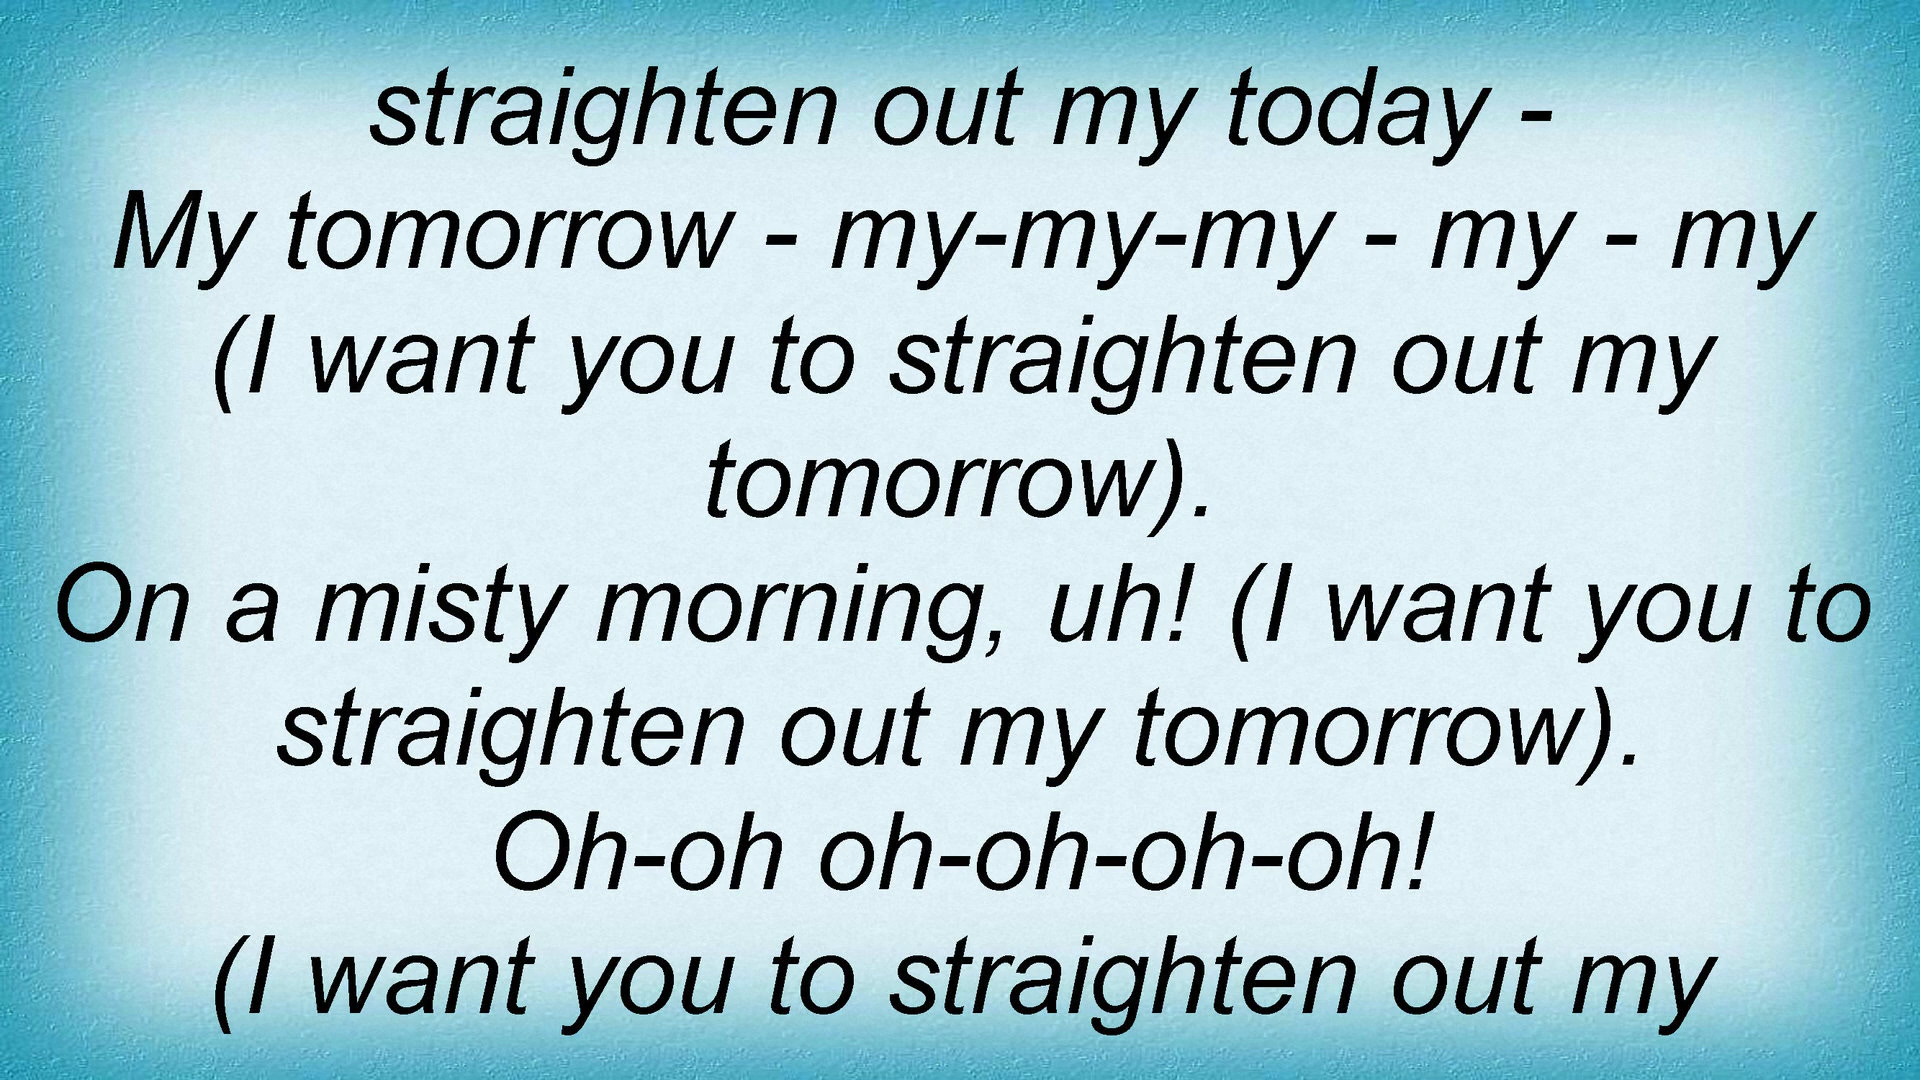 straighten out my today -
My tomorrow - my-my-my - my - my
(I want you to straighten out my
tomorrow).
On a misty morning, uh! (I want you to
straighten out my tomorrow).
Oh-oh oh-oh-oh-oh!
(I want you to straighten out my